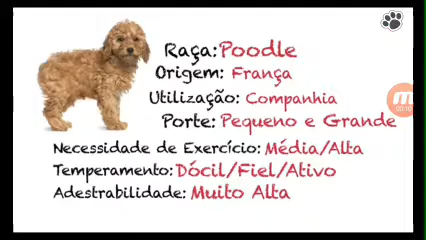 Raça:Poodle
Origem: França
Utilização: Companhia
Porte: Pequeno e Grande
Necessidade de Exercício: Média/Alta
Temperamento: Dócil/Fiel/Ativo
Adestrabilidade: Muito Alta